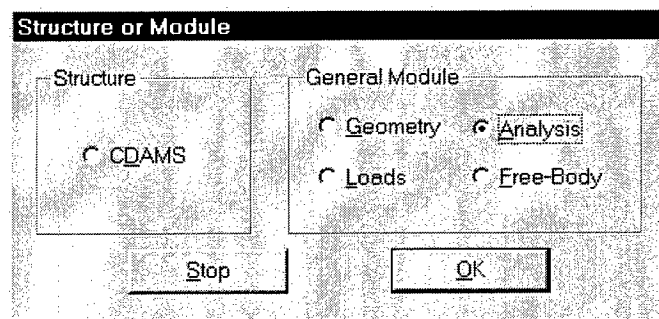 Structure or Module
Structure
General Module
CDAMS
Geometry
Analysis
Loads
Free-Body
Stop
OK